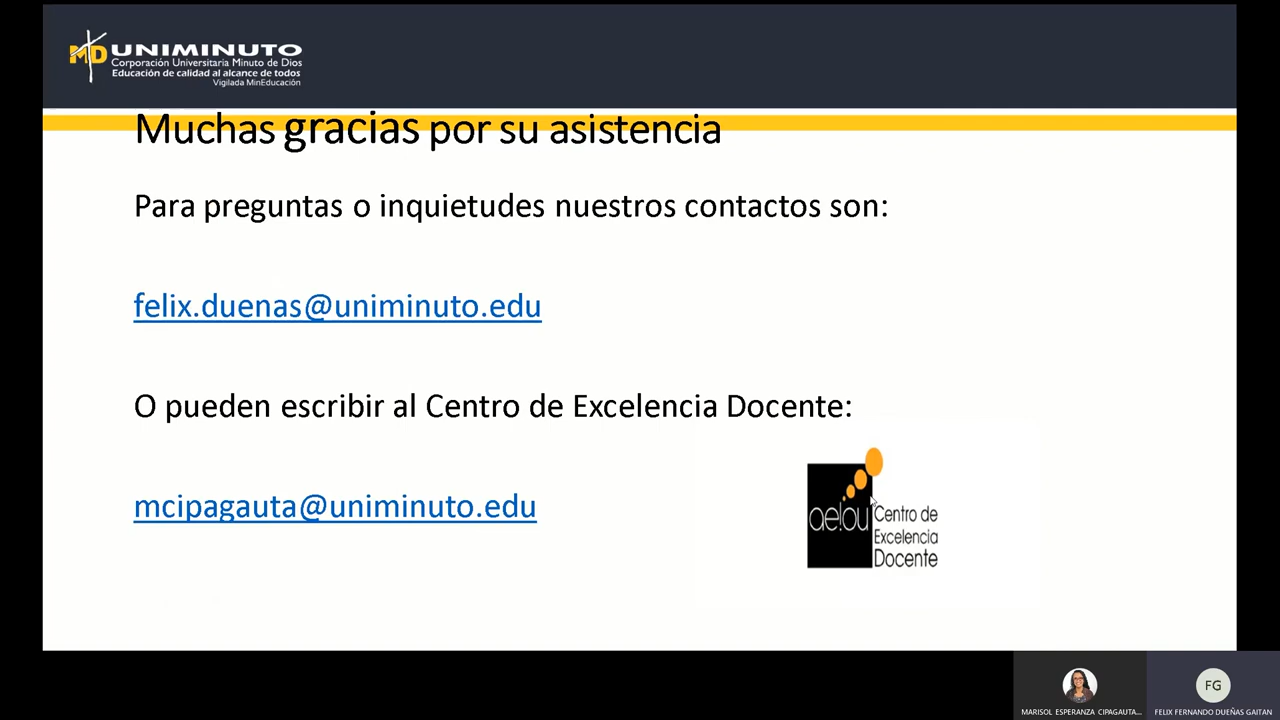 MD UNIMINUTO
Corporación Universitaria Minuto de Dios
Educación de calidad al alcance de todos
Vigilada MinEducación
Muchas gracias por su asistencia
Para preguntas o inquietudes nuestros contactos son:
felix.duenas@uniminuto.edu
O pueden escribir al Centro de Excelencia Docente:
mcipagauta@uniminuto.edu
aeiou
Centro de
Excelencia
Docente
FG
MARISOL ESPERANZA CIPAGAUTA...
FELIX FERNANDO DUEÑAS GAITAN